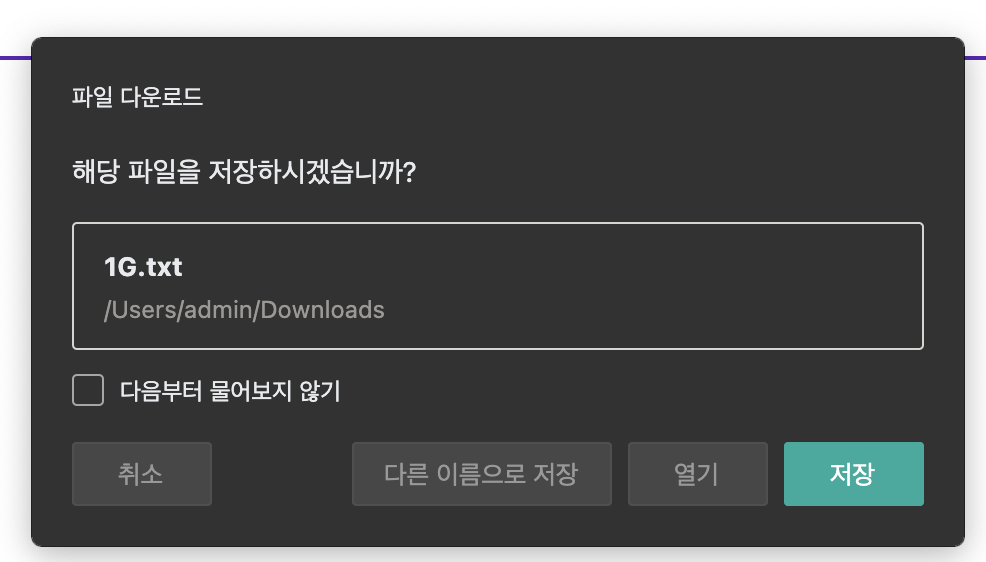 파일 다운로드
해당 파일을 저장하시겠습니까?
1G.txt
/Users/admin/Downloads
다음부터 물어보지 않기
취소
다른 이름으로 저장
열기
저장